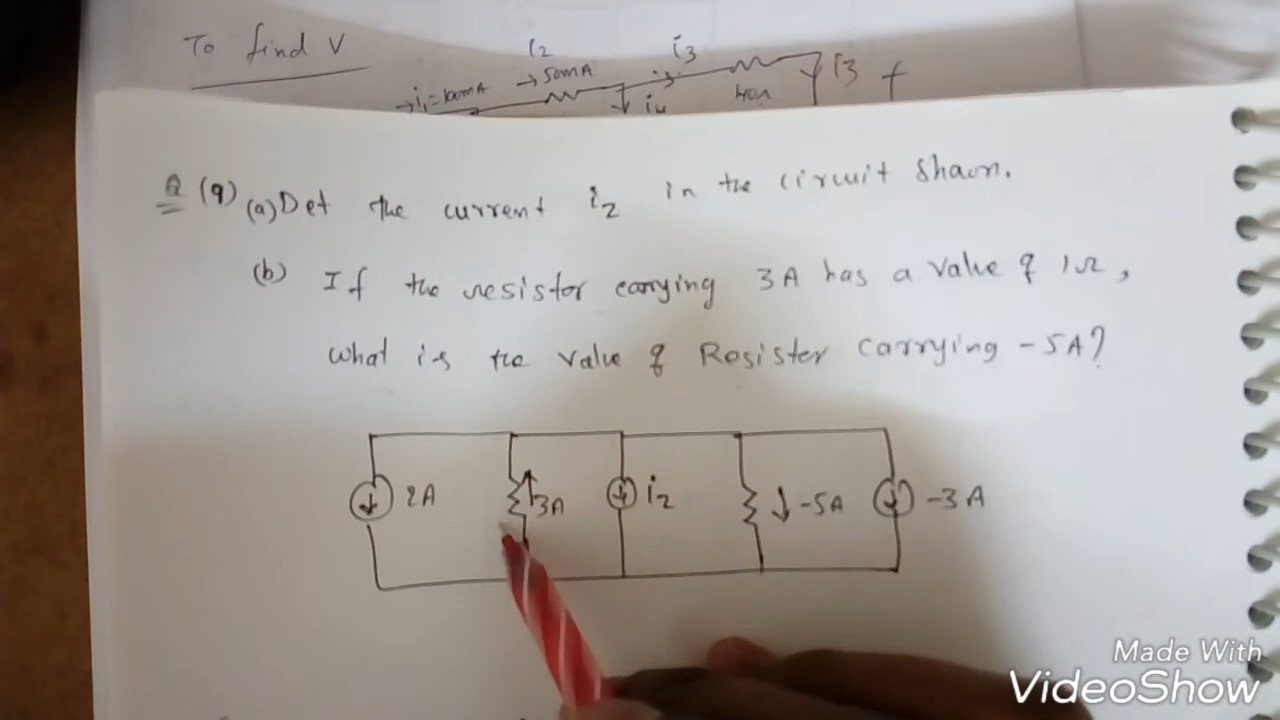 To find V
i2
i3
→ i1=100mA → 50mA i3 +
i4 40Ω
Q (9) (a) Det the current i2 in the circuit shown.
(b) If the resistor carrying 3A has a value of 1Ω,
what is the value of Resister carrying -5A?
2A 3A i2 -5A -3A
Made With
VideoShow